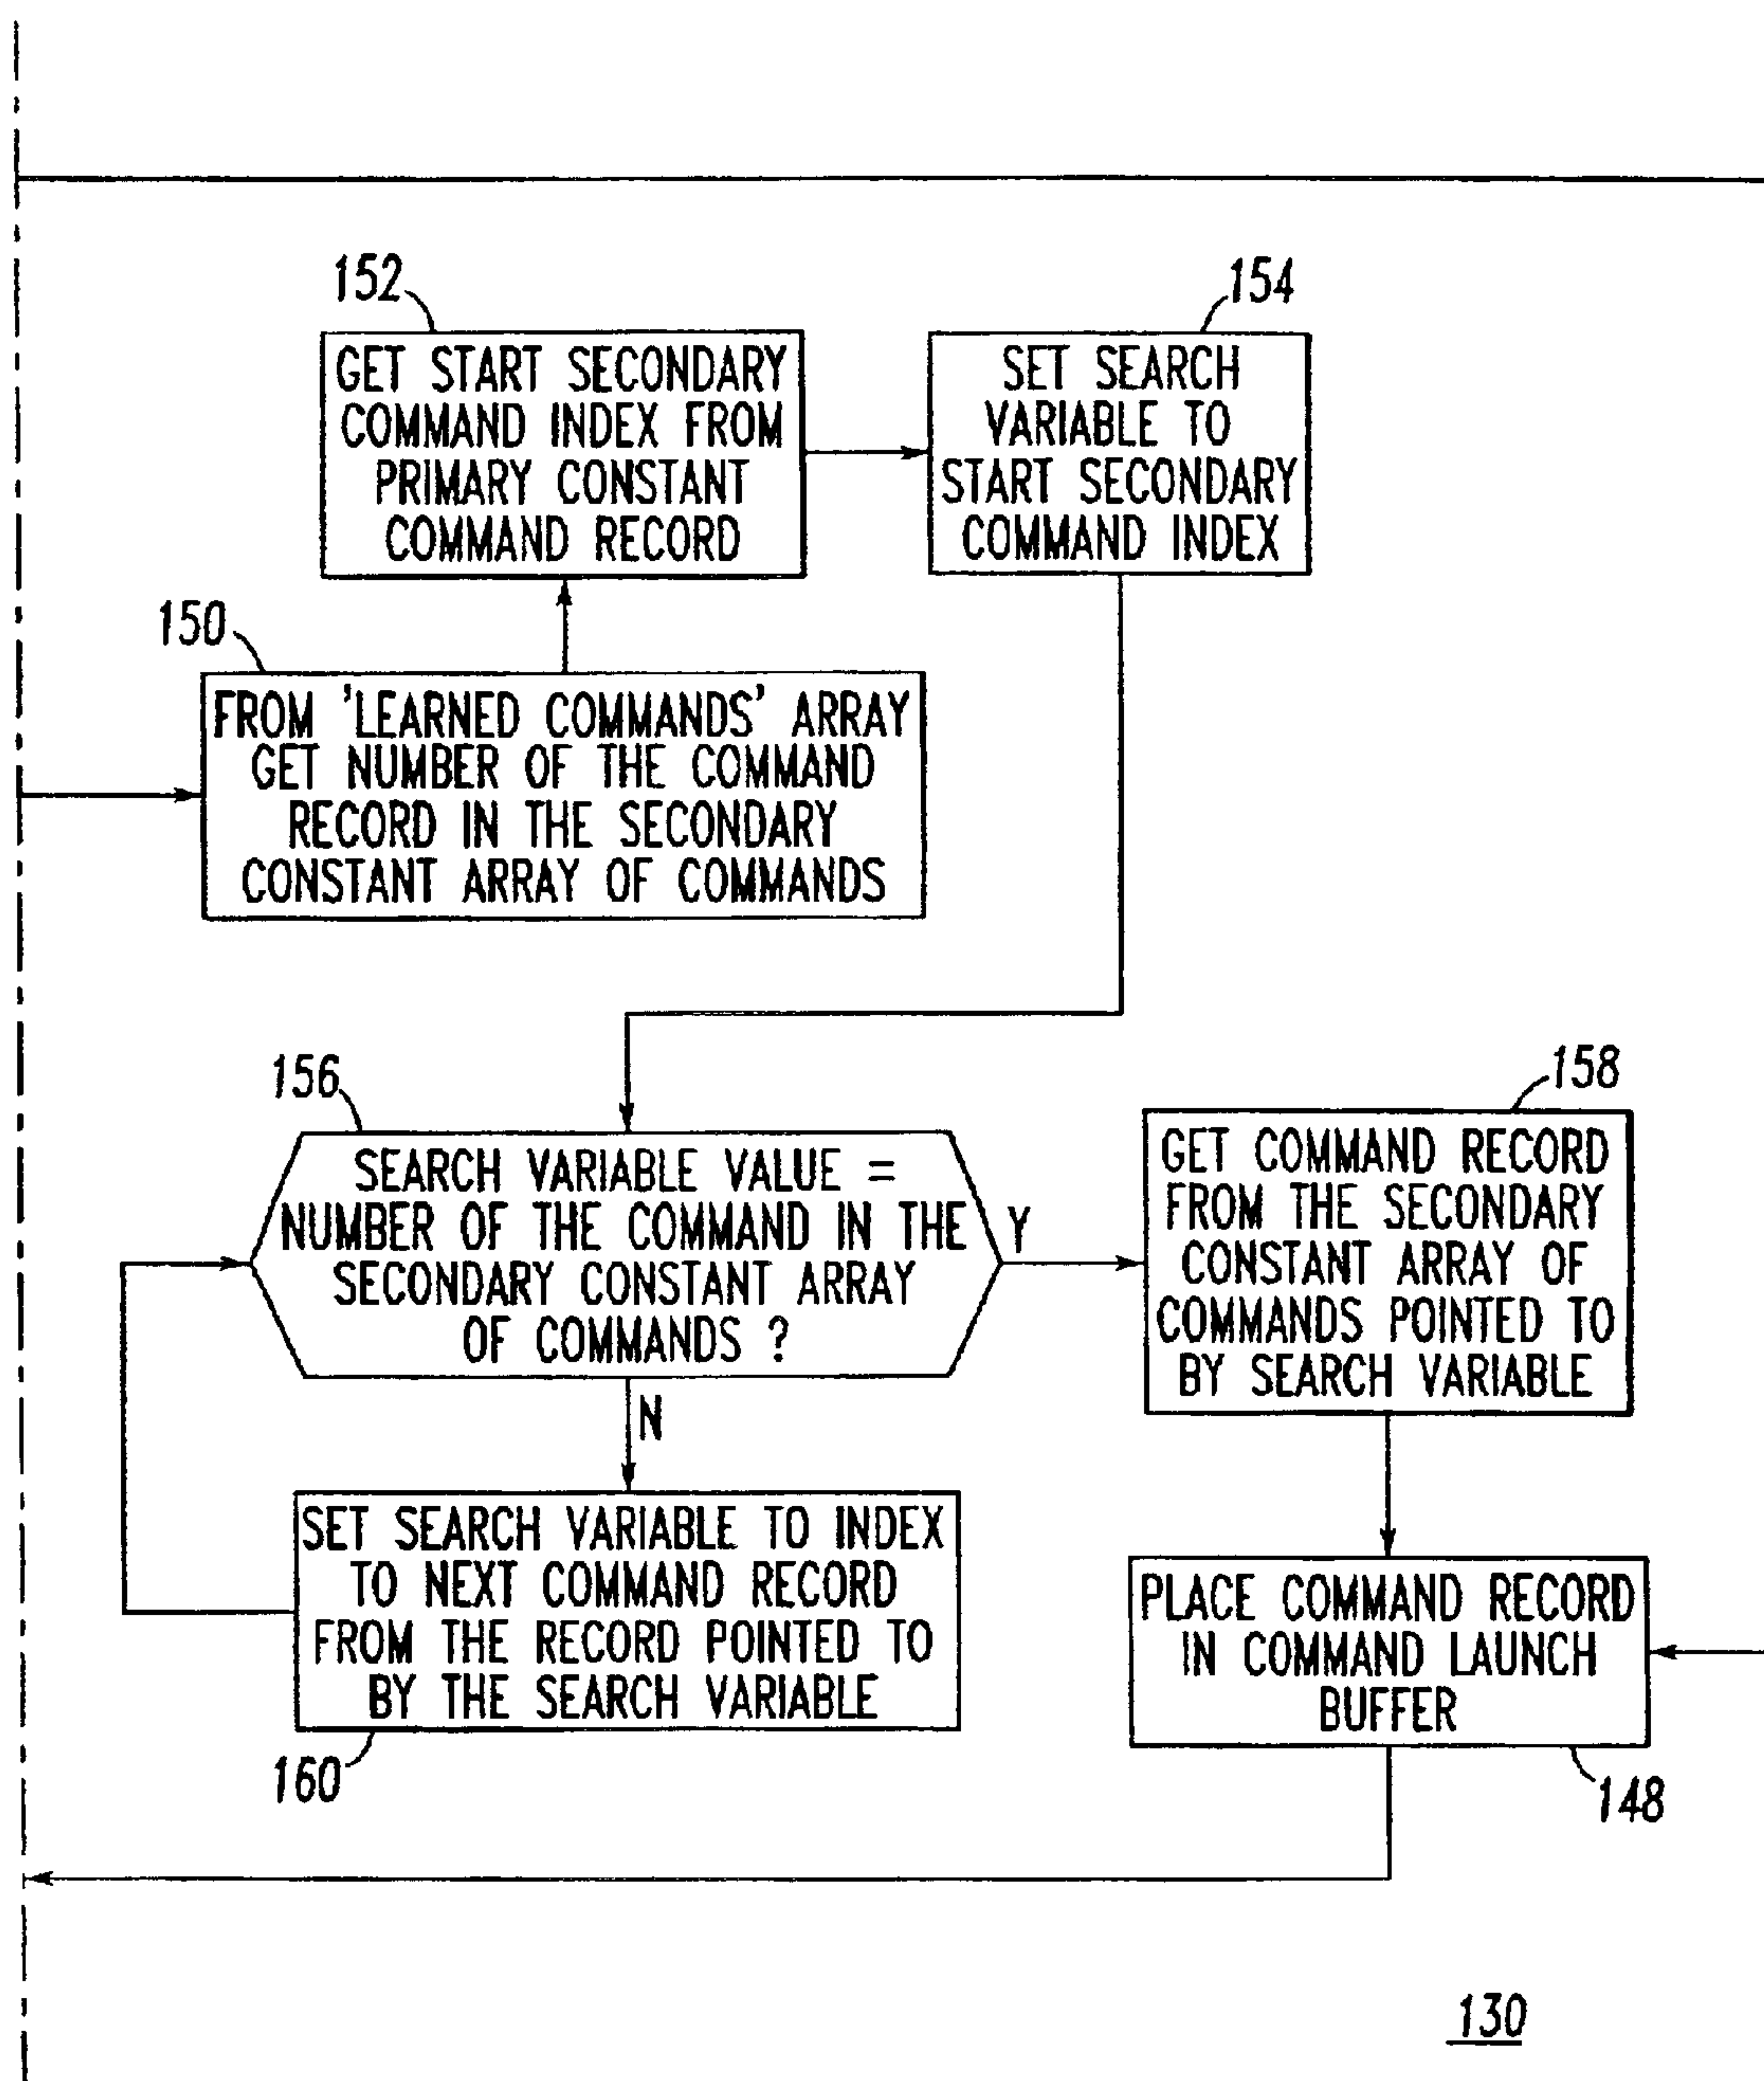 152
GET START SECONDARY
COMMAND INDEX FROM
PRIMARY CONSTANT
COMMAND RECORD
154
SET SEARCH
VARIABLE TO
START SECONDARY
COMMAND INDEX
150
FROM 'LEARNED COMMANDS' ARRAY
GET NUMBER OF THE COMMAND
RECORD IN THE SECONDARY
CONSTANT ARRAY OF COMMANDS
156
SEARCH VARIABLE VALUE =
NUMBER OF THE COMMAND IN THE
SECONDARY CONSTANT ARRAY
OF COMMANDS ?
Y
N
158
GET COMMAND RECORD
FROM THE SECONDARY
CONSTANT ARRAY OF
COMMANDS POINTED TO
BY SEARCH VARIABLE
SET SEARCH VARIABLE TO INDEX
TO NEXT COMMAND RECORD
FROM THE RECORD POINTED TO
BY THE SEARCH VARIABLE
160
PLACE COMMAND RECORD
IN COMMAND LAUNCH
BUFFER
148
130